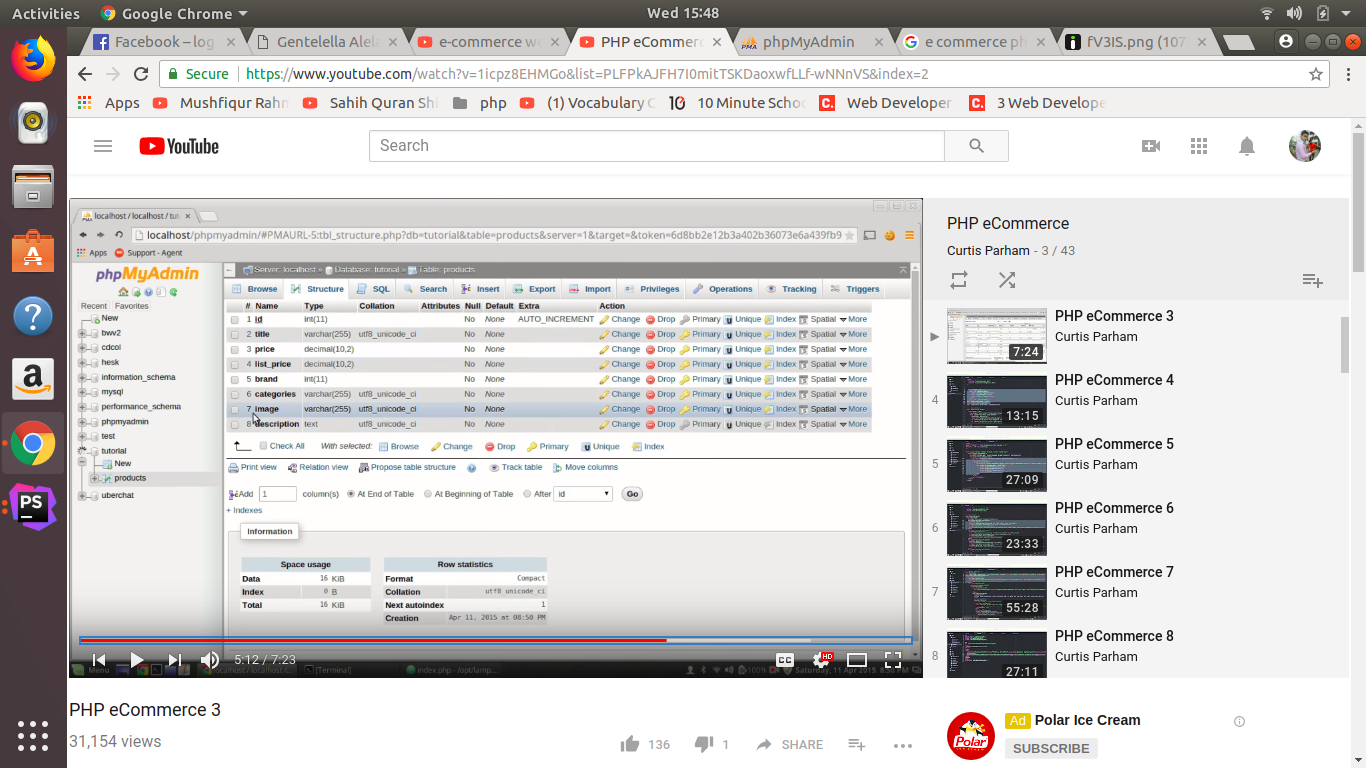 Activities Google Chrome Wed 15:48
Facebook – log Gentelella Alel e-commerce we PHP eCommerc phpMyAdmin e commerce ph fV3IS.png (107
Secure https://www.youtube.com/watch?v=1icpz8EHMGo&list=PLFPkAJFH7I0mitTSKDaoxwfLLf-wNNnVS&index=2
Apps Mushfiqur Rahm Sahih Quran Shi php (1) Vocabulary C 10 Minute Schoo Web Developer 3 Web Develope
YouTube Search
localhost / localhost / tut
localhost/phpmyadmin/#PMAURL-5:tbl_structure.php?db=tutorial&table=products&server=1&target=&token=6d8bb2e12b3a402b36073e6a439fb9
Apps Support - Agent
phpMyAdmin
Recent Favorites
New
bww2
cdcol
hesk
information_schema
mysql
performance_schema
phpmyadmin
test
tutorial
New
products
uberchat
Server: localhost » Database: tutorial » Table: products
Browse Structure SQL Search Insert Export Import Privileges Operations Tracking Triggers
# Name Type Collation Attributes Null Default Extra Action
1 id int(11) No None AUTO_INCREMENT Change Drop Primary Unique Index Spatial More
2 title varchar(255) utf8_unicode_ci No None Change Drop Primary Unique Index Spatial More
3 price decimal(10,2) No None Change Drop Primary Unique Index Spatial More
4 list_price decimal(10,2) No None Change Drop Primary Unique Index Spatial More
5 brand int(11) No None Change Drop Primary Unique Index Spatial More
6 categories varchar(255) utf8_unicode_ci No None Change Drop Primary Unique Index Spatial More
7 image varchar(255) utf8_unicode_ci No None Change Drop Primary Unique Index Spatial More
8 description text utf8_unicode_ci No None Change Drop Primary Unique Index Spatial More
Check All With selected: Browse Change Drop Primary Unique Index
Print view Relation view Propose table structure Track table Move columns
Add 1 column(s) At End of Table At Beginning of Table After id Go
+ Indexes
Information
Space usage
Data 16 KiB
Index 0 B
Total 16 KiB
Row statistics
Format Compact
Collation utf8_unicode_ci
Next autoindex 1
Creation Apr 11, 2015 at 08:50 PM
5:12 / 7:23 CC HD
Menu [Terminal] index.php - /opt/lamp... 100% Saturday, 11 Apr 2015
PHP eCommerce 3
31,154 views
136 1 SHARE
PHP eCommerce
Curtis Parham - 3 / 43
PHP eCommerce 3
Curtis Parham
7:24
4
PHP eCommerce 4
Curtis Parham
13:15
5
PHP eCommerce 5
Curtis Parham
27:09
6
PHP eCommerce 6
Curtis Parham
23:33
7
PHP eCommerce 7
Curtis Parham
55:28
8
PHP eCommerce 8
Curtis Parham
27:11
Polar
Ad Polar Ice Cream
SUBSCRIBE
PS